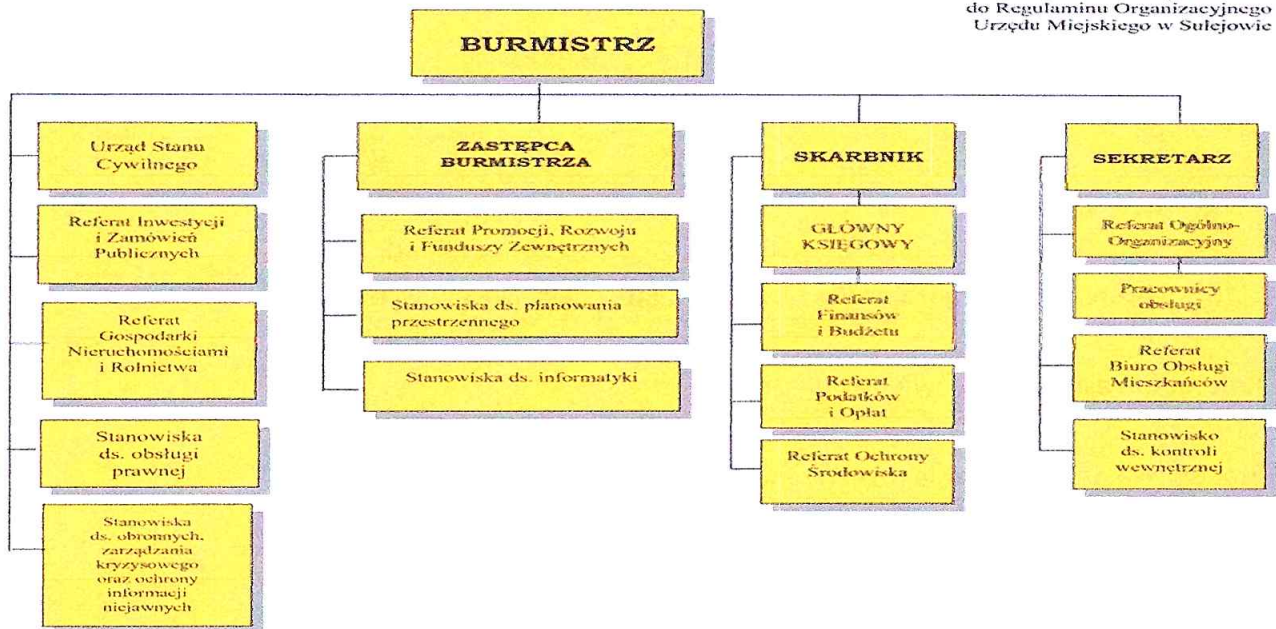 do Regulaminu Organizacyjnego
Urzędu Miejskiego w Sulejowie
BURMISTRZ
Urząd Stanu
Cywilnego
Referat Inwestycji
i Zamówień
Publicznych
Referat
Gospodarki
Nieruchomościami
i Rolnictwa
Stanowiska
ds. obsługi
prawnej
Stanowiska
ds. obronnych,
zarządzania
kryzysowego
oraz ochrony
informacji
niejawnych
ZASTĘPCA
BURMISTRZA
Referat Promocji, Rozwoju
i Funduszy Zewnętrznych
Stanowiska ds. planowania
przestrzennego
Stanowiska ds. informatyki
SKARBNIK
GŁÓWNY
KSIĘGOWY
Referat
Finansów
i Budżetu
Referat
Podatków
i Opłat
Referat Ochrony
Środowiska
SEKRETARZ
Referat Ogólno-
Organizacyjny
Pracownicy
obsługi
Referat
Biuro Obsługi
Mieszkańców
Stanowisko
ds. kontroli
wewnętrznej